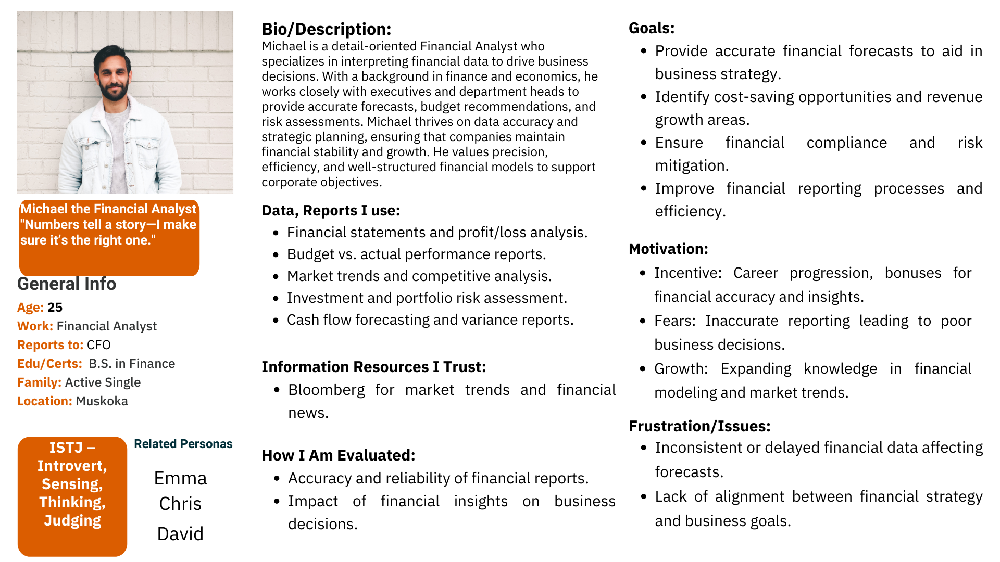 Michael the Financial Analyst
"Numbers tell a story—I make
sure it’s the right one."
General Info
Age: 25
Work: Financial Analyst
Reports to: CFO
Edu/Certs: B.S. in Finance
Family: Active Single
Location: Muskoka
ISTJ –
Introvert,
Sensing,
Thinking,
Judging
Related Personas
Emma
Chris
David
Bio/Description:
Michael is a detail-oriented Financial Analyst who
specializes in interpreting financial data to drive business
decisions. With a background in finance and economics, he
works closely with executives and department heads to
provide accurate forecasts, budget recommendations, and
risk assessments. Michael thrives on data accuracy and
strategic planning, ensuring that companies maintain
financial stability and growth. He values precision,
efficiency, and well-structured financial models to support
corporate objectives.
Data, Reports I use:
• Financial statements and profit/loss analysis.
• Budget vs. actual performance reports.
• Market trends and competitive analysis.
• Investment and portfolio risk assessment.
• Cash flow forecasting and variance reports.
Information Resources I Trust:
• Bloomberg for market trends and financial
news.
How I Am Evaluated:
• Accuracy and reliability of financial reports.
• Impact of financial insights on business
decisions.
Goals:
• Provide accurate financial forecasts to aid in
business strategy.
• Identify cost-saving opportunities and revenue
growth areas.
• Ensure financial compliance and risk
mitigation.
• Improve financial reporting processes and
efficiency.
Motivation:
• Incentive: Career progression, bonuses for
financial accuracy and insights.
• Fears: Inaccurate reporting leading to poor
business decisions.
• Growth: Expanding knowledge in financial
modeling and market trends.
Frustration/Issues:
• Inconsistent or delayed financial data affecting
forecasts.
• Lack of alignment between financial strategy
and business goals.